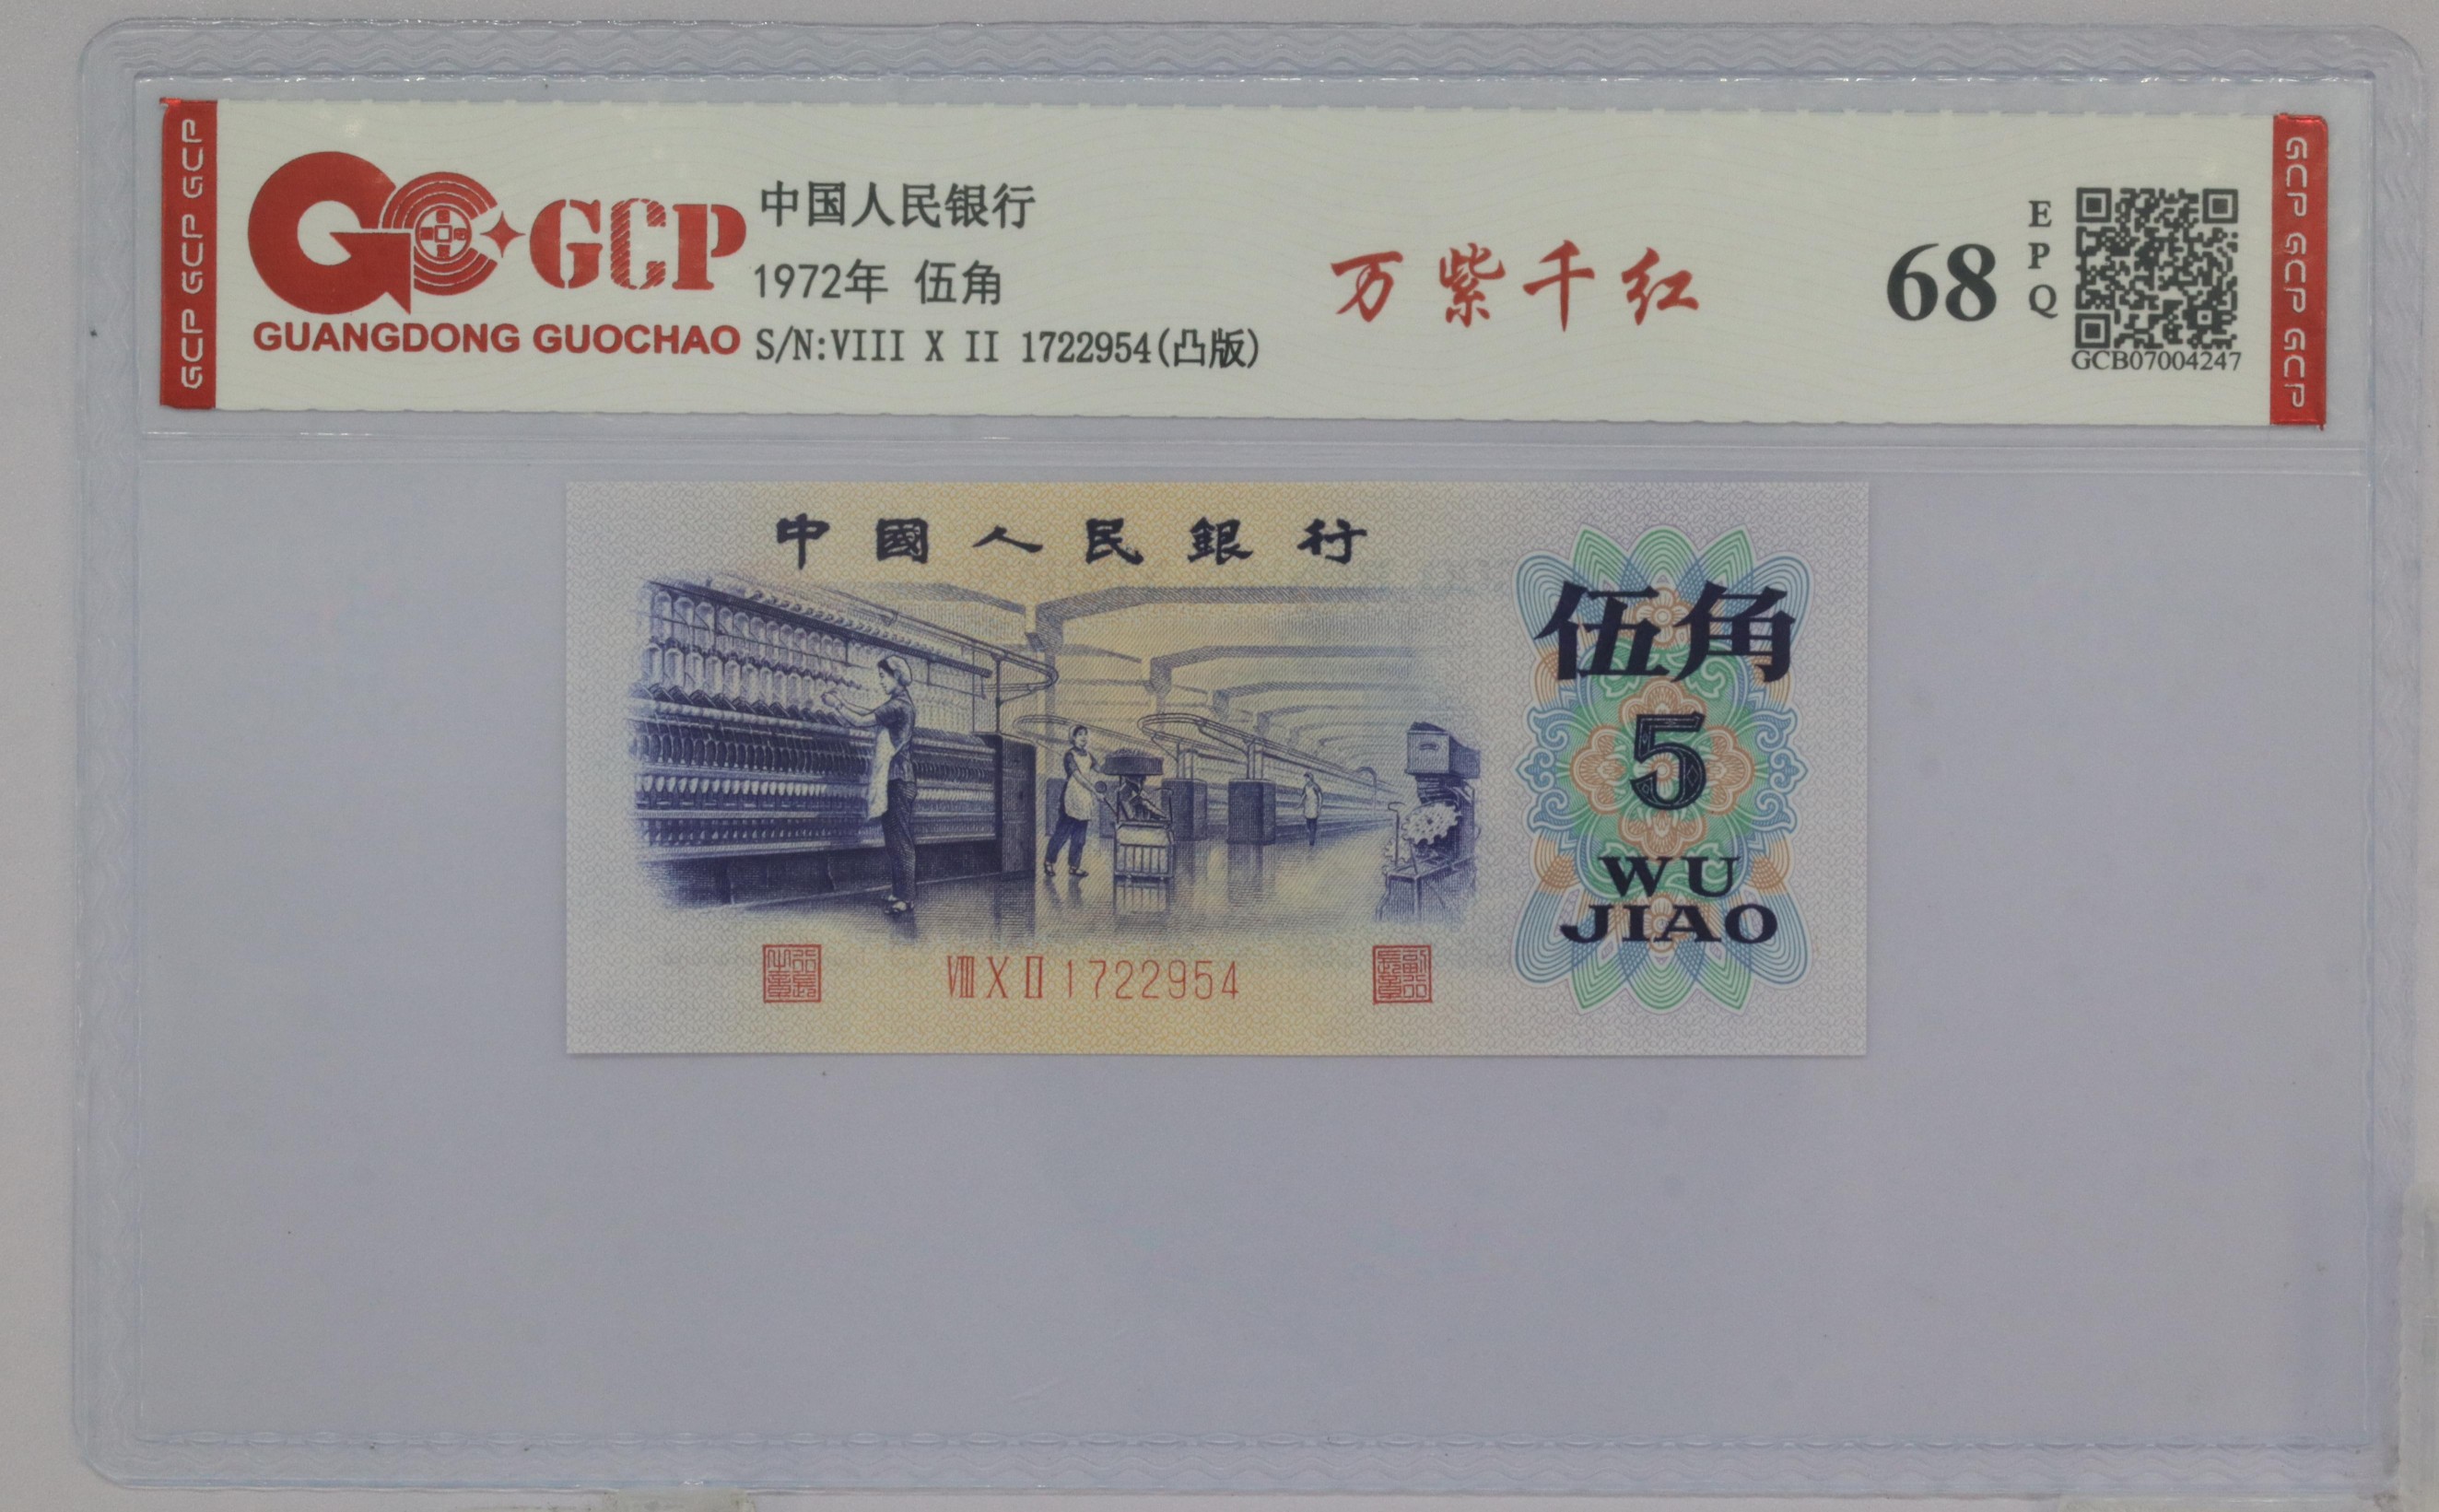 GCP GCP GCP
GCP
GUANGDONG GUOCHAO
中国人民银行
1972年 伍角
S/N:VIII X II 1722954(凸版)
万紫千红
68
EPQ
GCB07004247
GCP GCP GCP
中國人民銀行
伍角
5
WU
JIAO
VIII X II 1722954